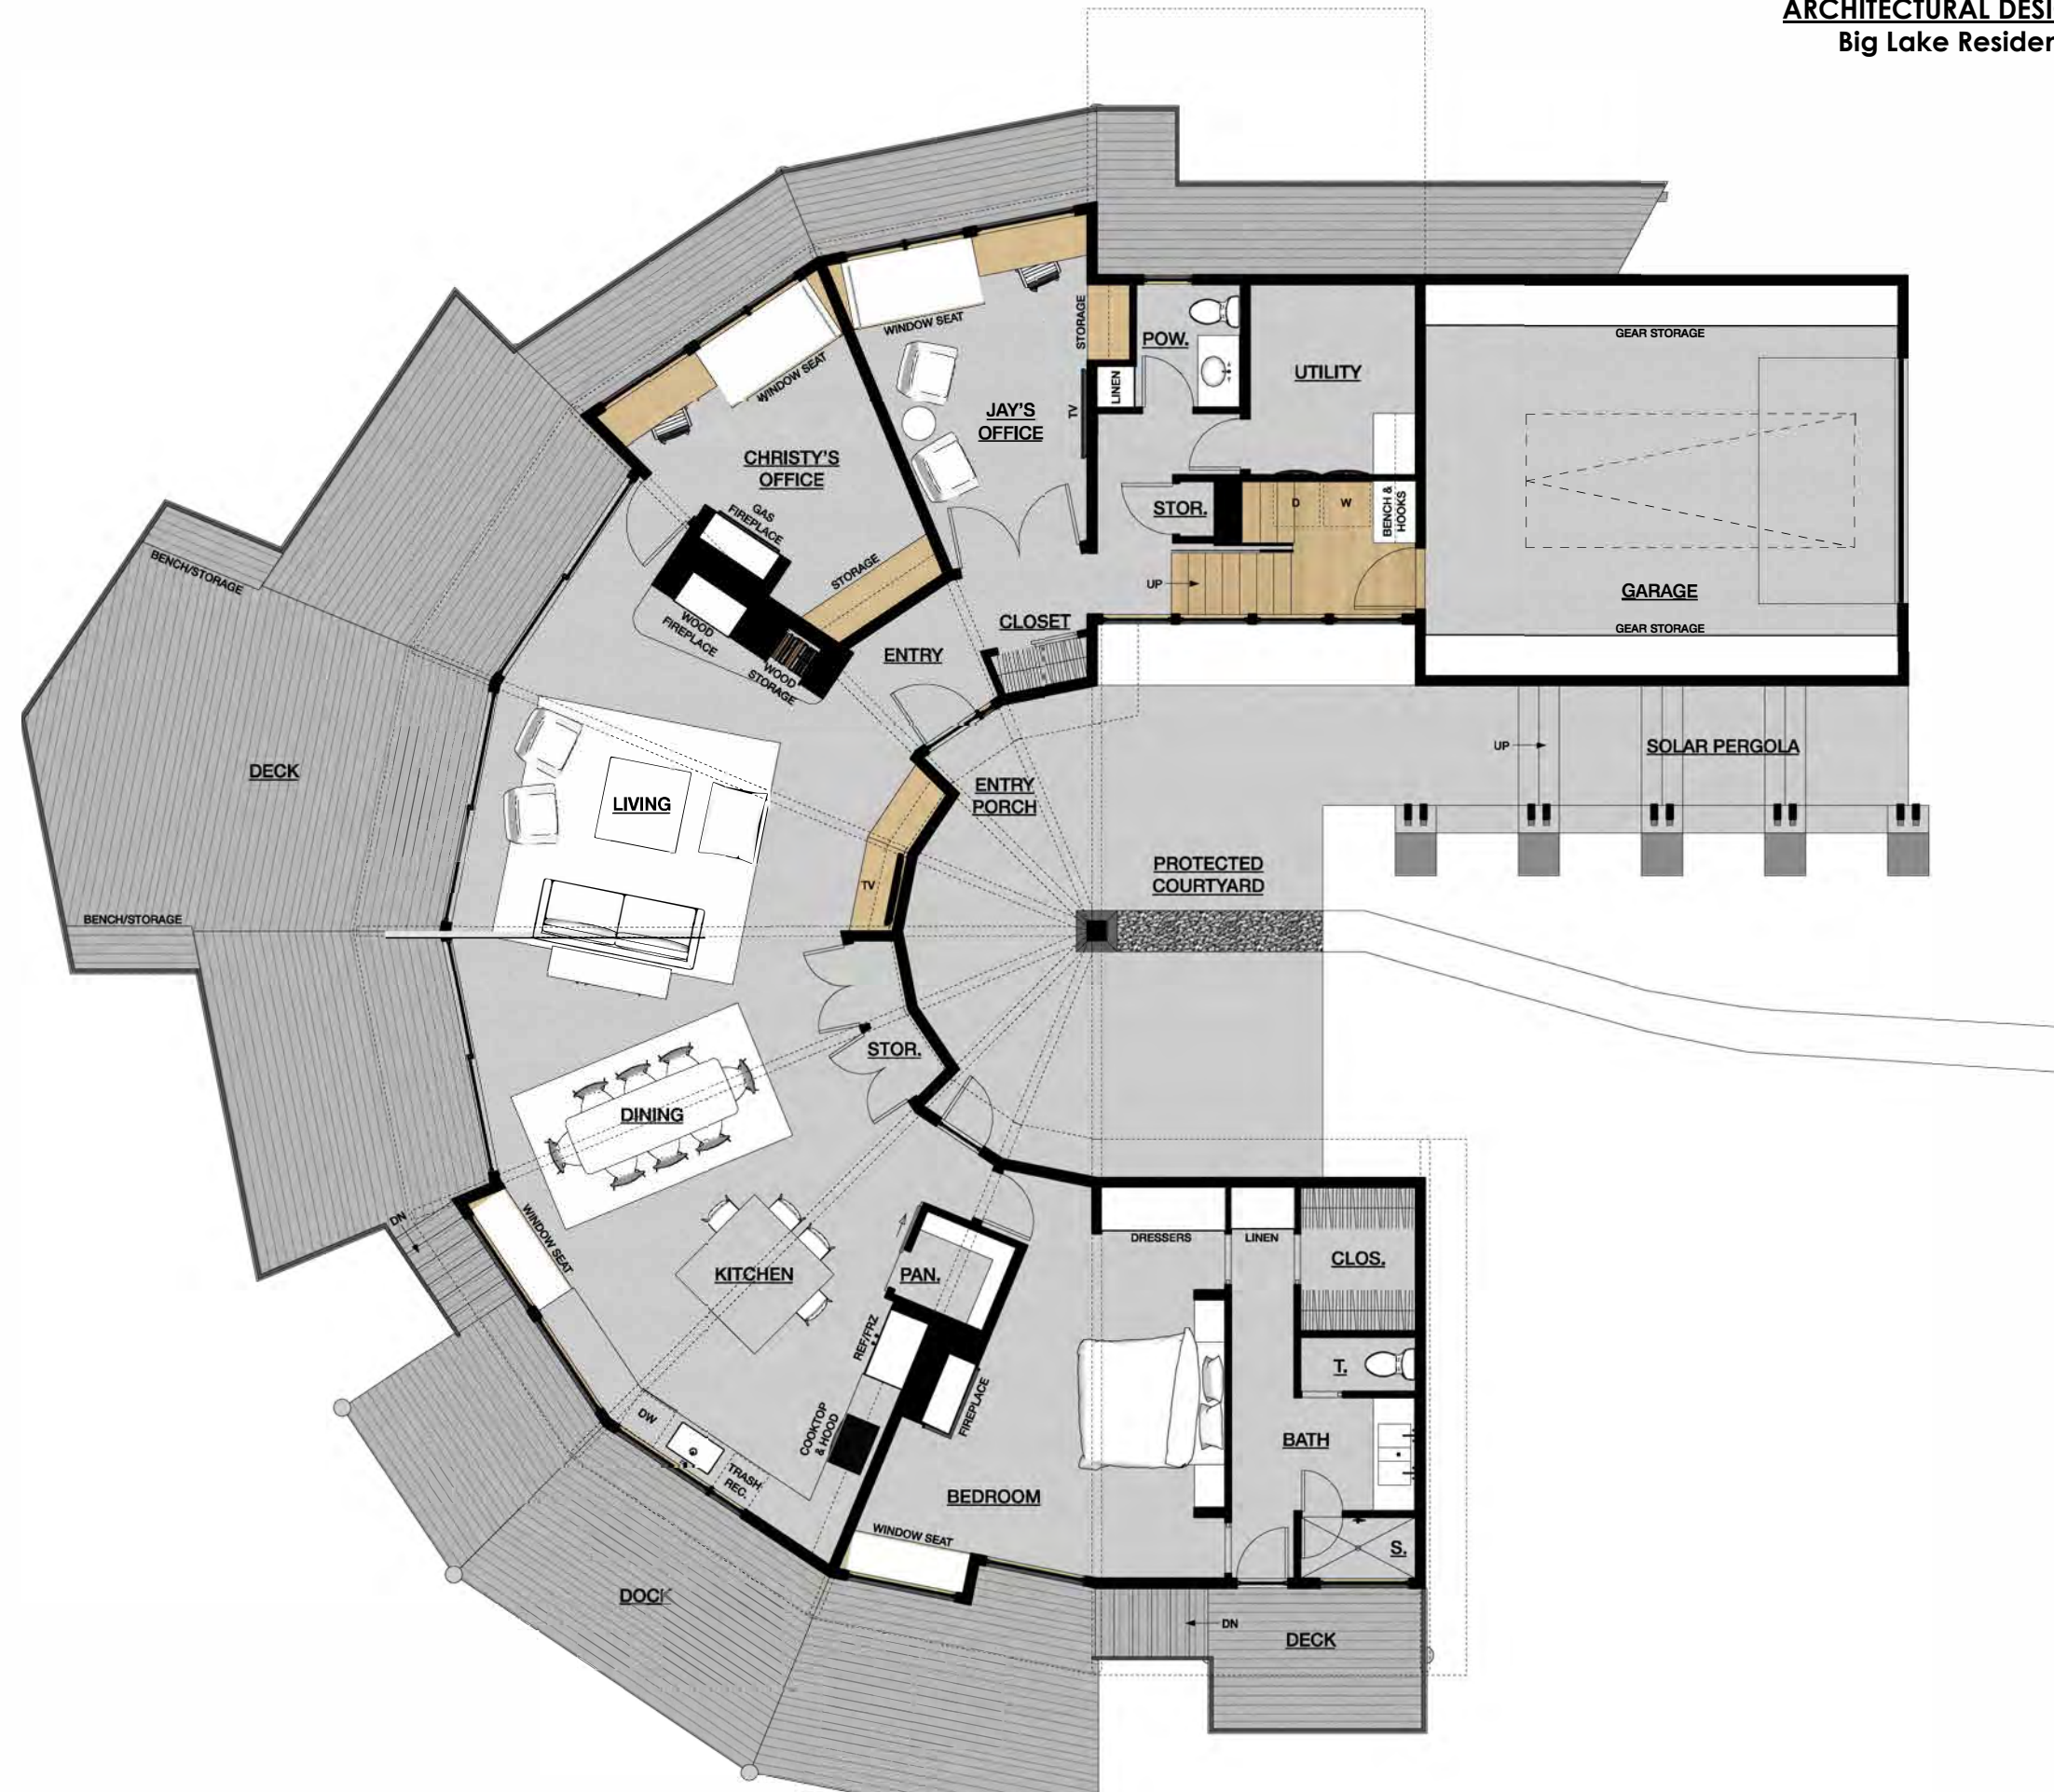 ARCHITECTURAL DESI
Big Lake Residen
WINDOW SEAT
STORAGE
POW.
LINEN
TV
UTILITY
GEAR STORAGE
JAY'S
OFFICE
WINDOW SEAT
CHRISTY'S
OFFICE
GAS
FIREPLACE
STOR.
D
W
BENCH &
HOOKS
BENCH/STORAGE
STORAGE
UP
GARAGE
WOOD
FIREPLACE
CLOSET
GEAR STORAGE
ENTRY
WOOD
STORAGE
UP
SOLAR PERGOLA
DECK
LIVING
ENTRY
PORCH
PROTECTED
COURTYARD
TV
BENCH/STORAGE
STOR.
DINING
DN
WINDOW SEAT
DRESSERS
LINEN
CLOS.
KITCHEN
PAN.
REF/FRZ
T.
FIREPLACE
DW
COOKTOP
& HOOD
BATH
TRASH
REC.
BEDROOM
WINDOW SEAT
S.
DOCK
DN
DECK